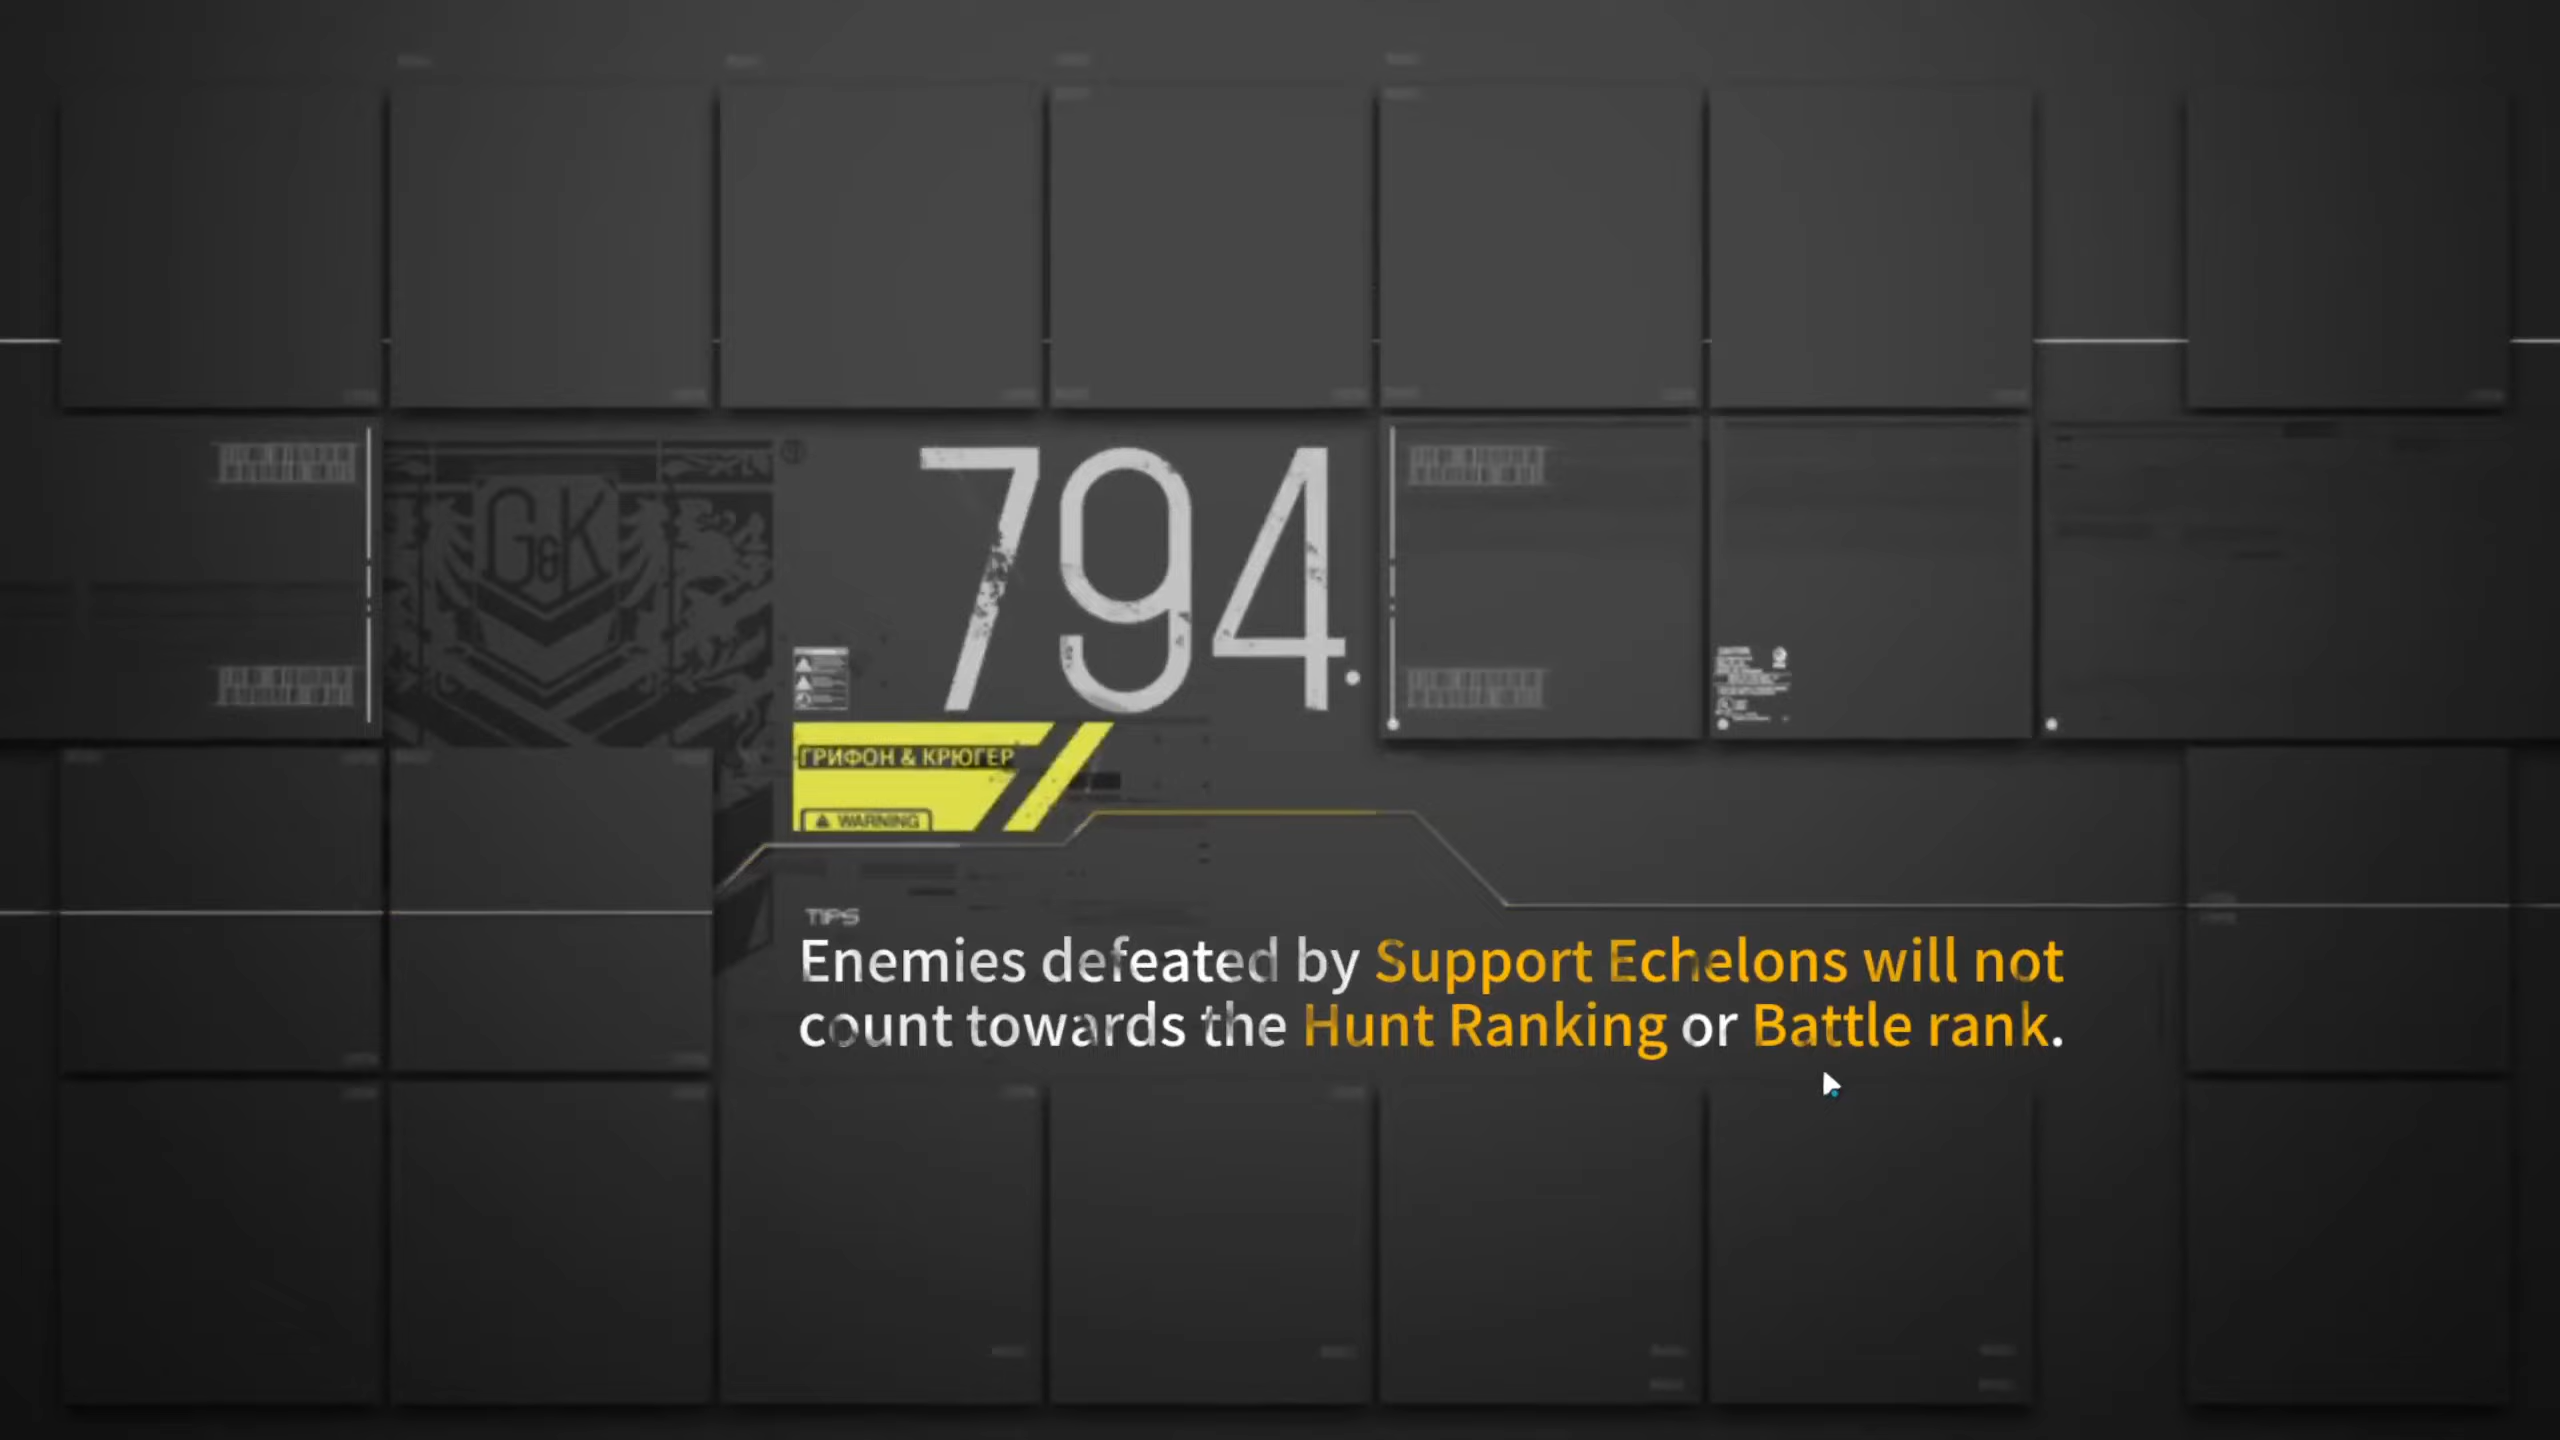 G&K
794.
ГРИФОН & КРЮГЕР
WARNING
TIPS
Enemies defeated by Support Echelons will not
count towards the Hunt Ranking or Battle rank.